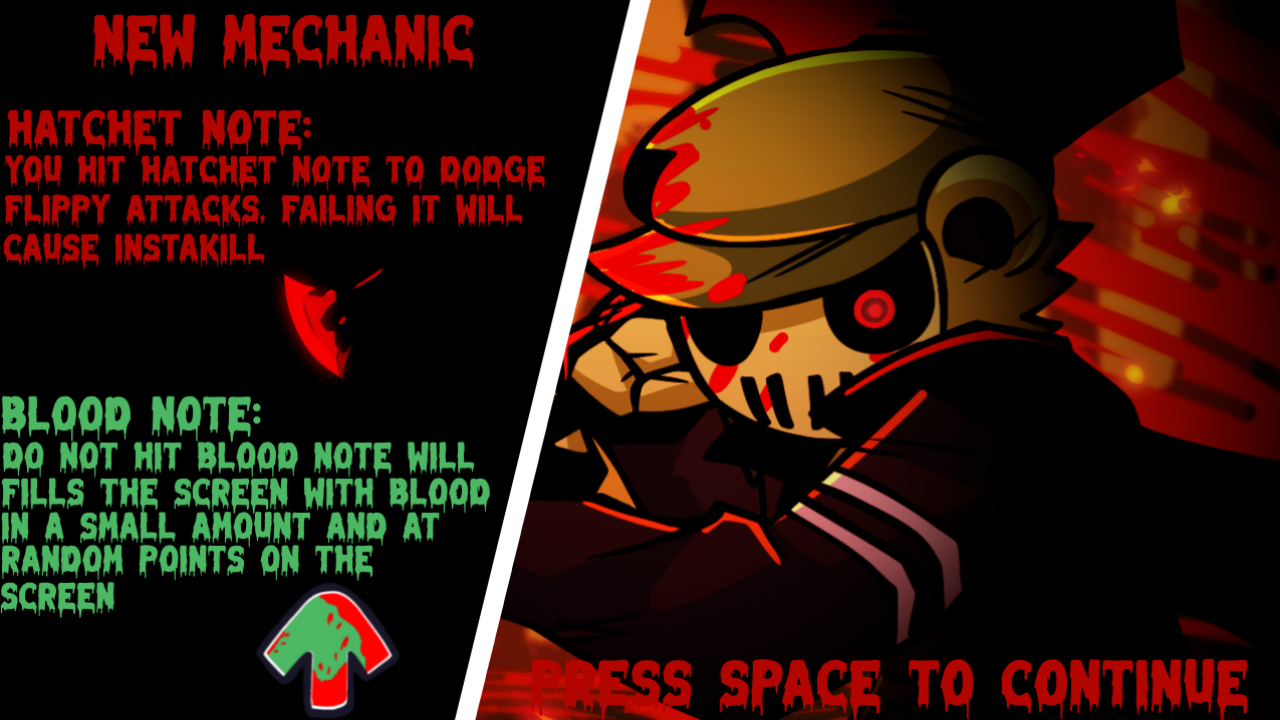 NEW MECHANIC
HATCHET NOTE:
YOU HIT HATCHET NOTE TO DODGE
FLIPPY ATTACKS. FAILING IT WILL
CAUSE INSTAKILL
BLOOD NOTE:
DO NOT HIT BLOOD NOTE WILL
FILLS THE SCREEN WITH BLOOD
IN A SMALL AMOUNT AND AT
RANDOM POINTS ON THE
SCREEN
PRESS SPACE TO CONTINUE